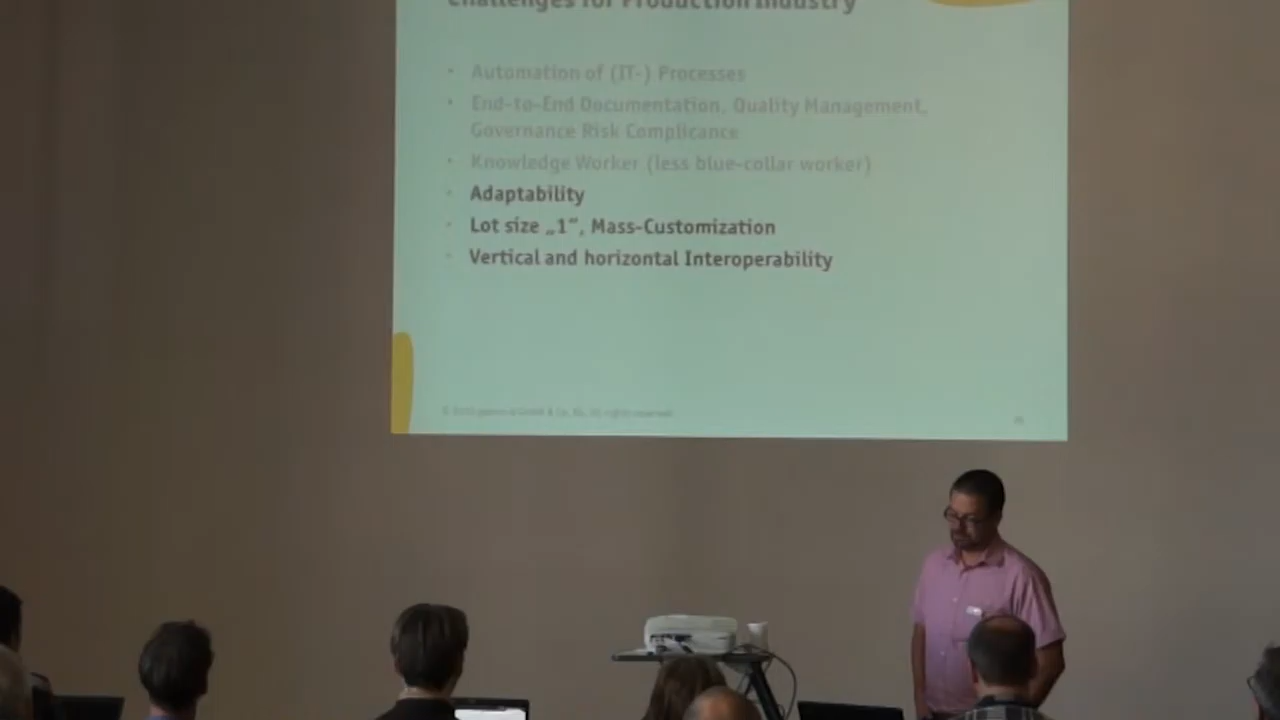 Challenges for Production Industry
• Automation of (IT-) Processes
• End-to-End Documentation, Quality Management,
Governance Risk Complicance
• Knowledge Worker (less blue-collar worker)
• Adaptability
• Lot size „1“, Mass-Customization
• Vertical and horizontal Interoperability